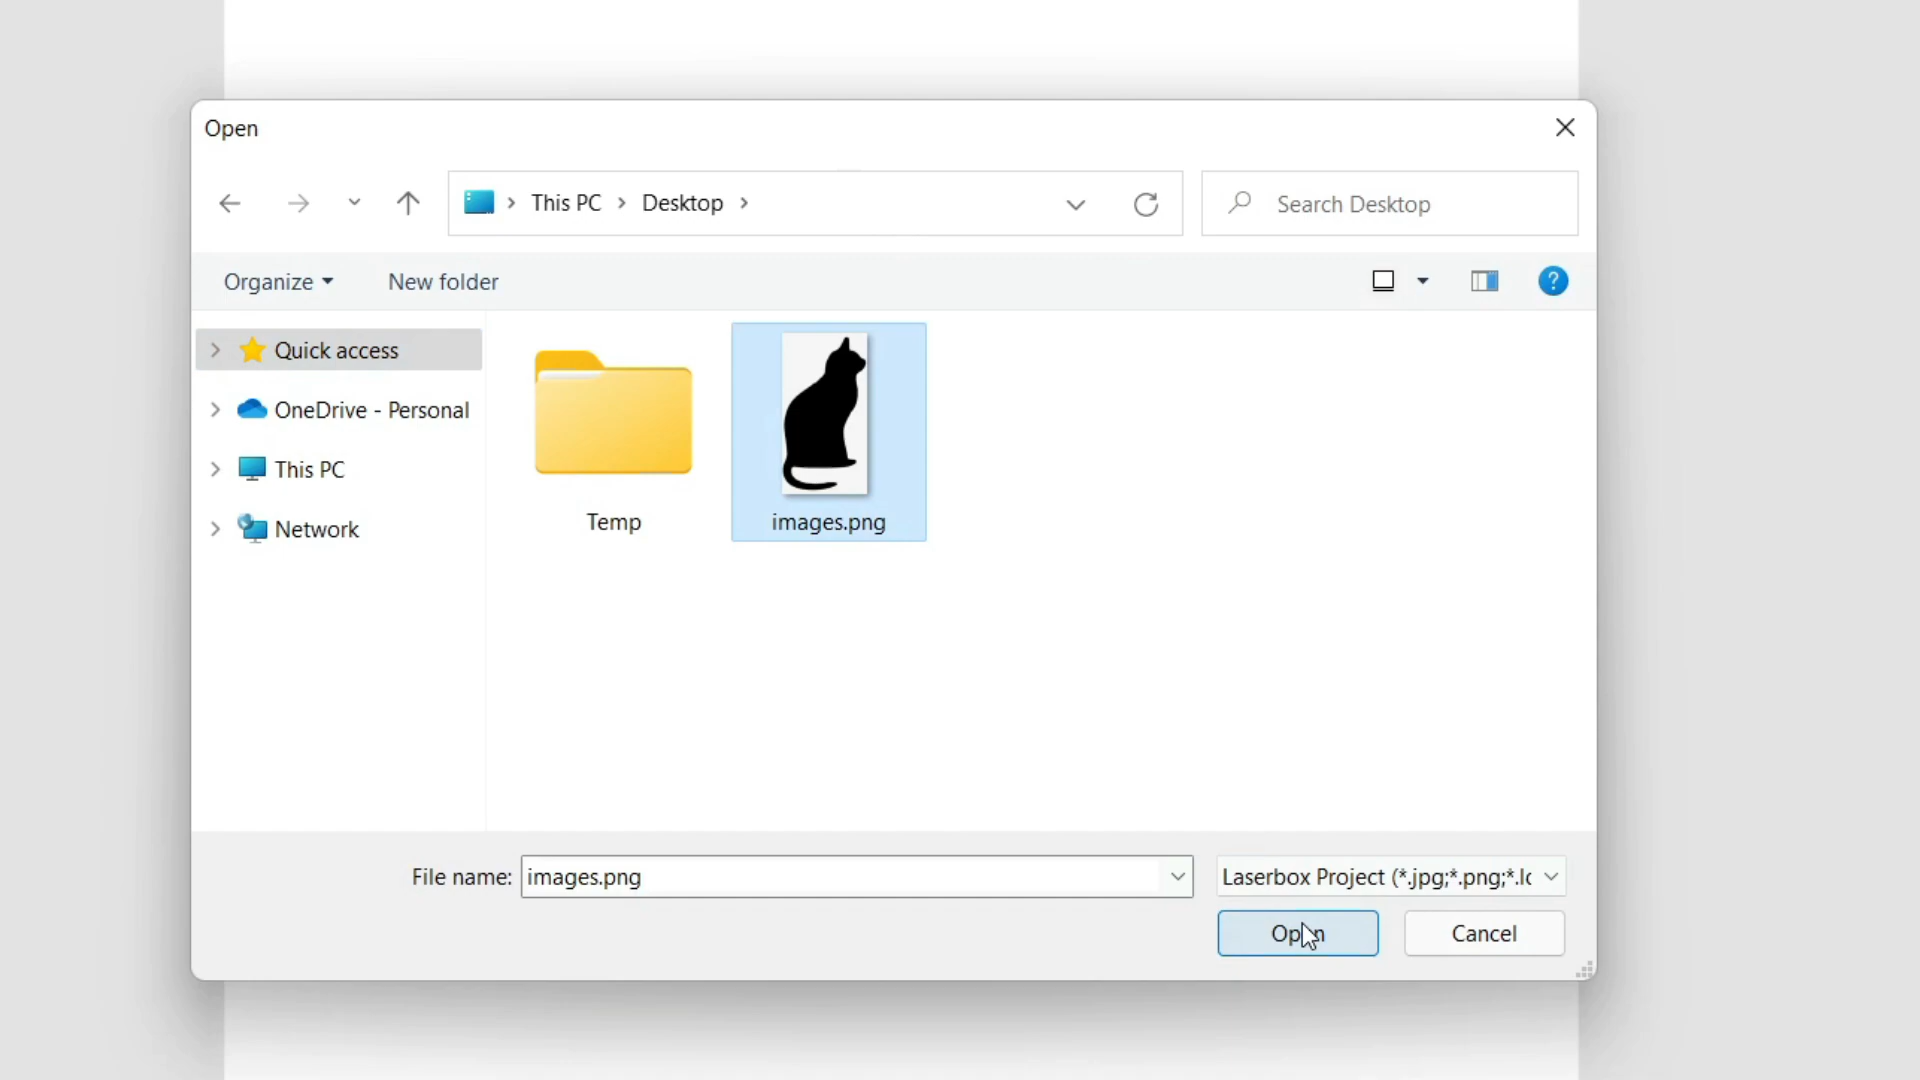 Open
This PC > Desktop >
Search Desktop
Organize
New folder
?
Quick access
OneDrive - Personal
This PC
Network
Temp
images.png
File name: images.png
Laserbox Project (*.jpg;*.png;*.lc
Open
Cancel